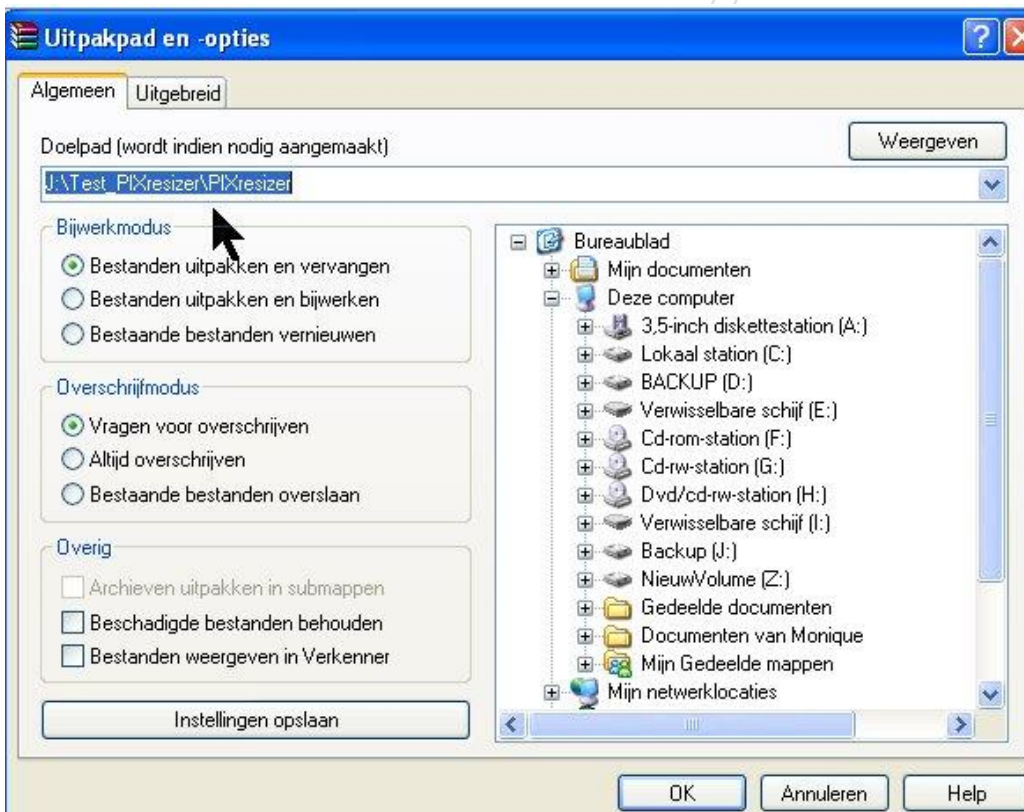 Uitpakpad en -opties
Algemeen
Uitgebreid
Doelpad (wordt indien nodig aangemaakt)
Weergeven
J:\Test_PIXresizer\PIXresizer
Bijwerkmodus
Bestanden uitpakken en vervangen
Bestanden uitpakken en bijwerken
Bestaande bestanden vernieuwen
Overschrijfmodus
Vragen voor overschrijven
Altijd overschrijven
Bestaande bestanden overslaan
Overig
Archieven uitpakken in submappen
Beschadigde bestanden behouden
Bestanden weergeven in Verkenner
Instellingen opslaan
Bureaublad
Mijn documenten
Deze computer
3,5-inch diskettestation (A:)
Lokaal station (C:)
BACKUP (D:)
Verwisselbare schijf (E:)
Cd-rom-station (F:)
Cd-rw-station (G:)
Dvd/cd-rw-station (H:)
Verwisselbare schijf (I:)
Backup (J:)
NieuwVolume (Z:)
Gedeelde documenten
Documenten van Monique
Mijn Gedeelde mappen
Mijn netwerklocaties
OK
Annuleren
Help